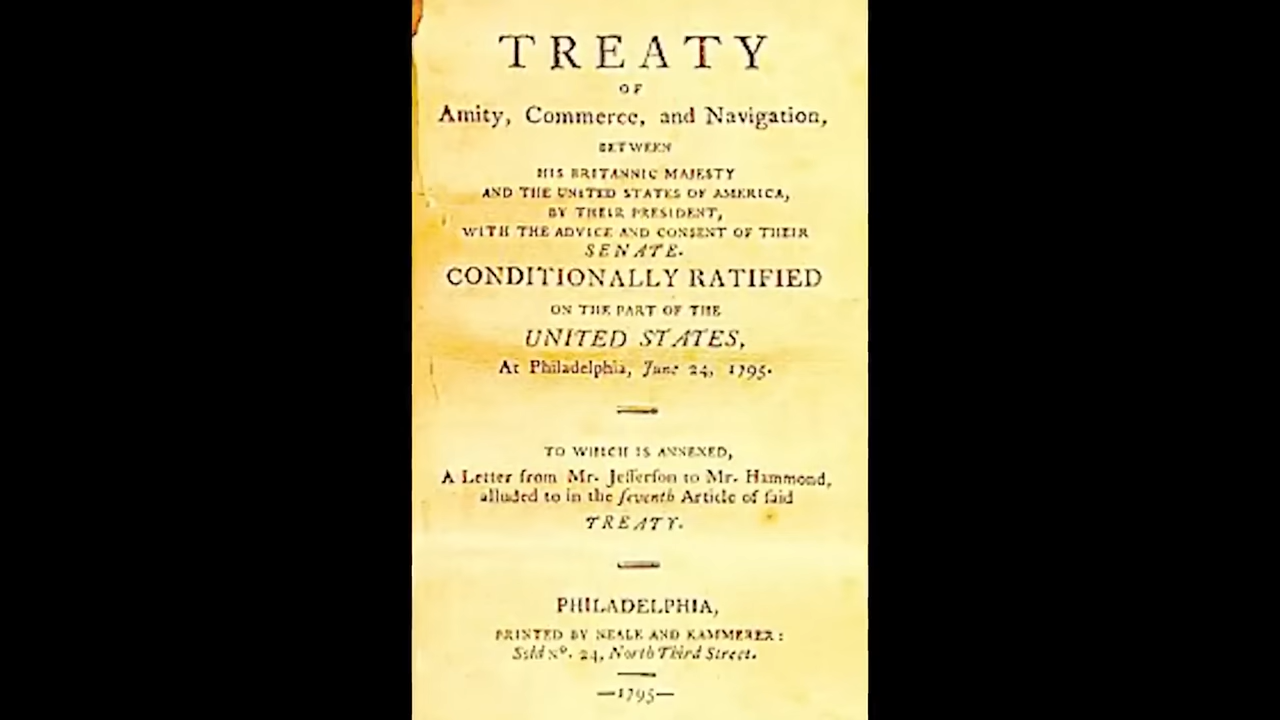 TREATY
OF
Amity, Commerce, and Navigation,
BETWEEN
HIS BRITANNIC MAJESTY
AND THE UNITED STATES OF AMERICA,
BY THEIR PRESIDENT,
WITH THE ADVICE AND CONSENT OF THEIR
SENATE.
CONDITIONALLY RATIFIED
ON THE PART OF THE
UNITED STATES,
At Philadelphia, June 24, 1795.
TO WHICH IS ANNEXED,
A Letter from Mr. Jefferſon to Mr. Hammond,
alluded to in the ſeventh Article of ſaid
TREATY.
PHILADELPHIA,
PRINTED BY NEALE AND KAMMERER:
Sold No. 24, North Third Street.
—1795—